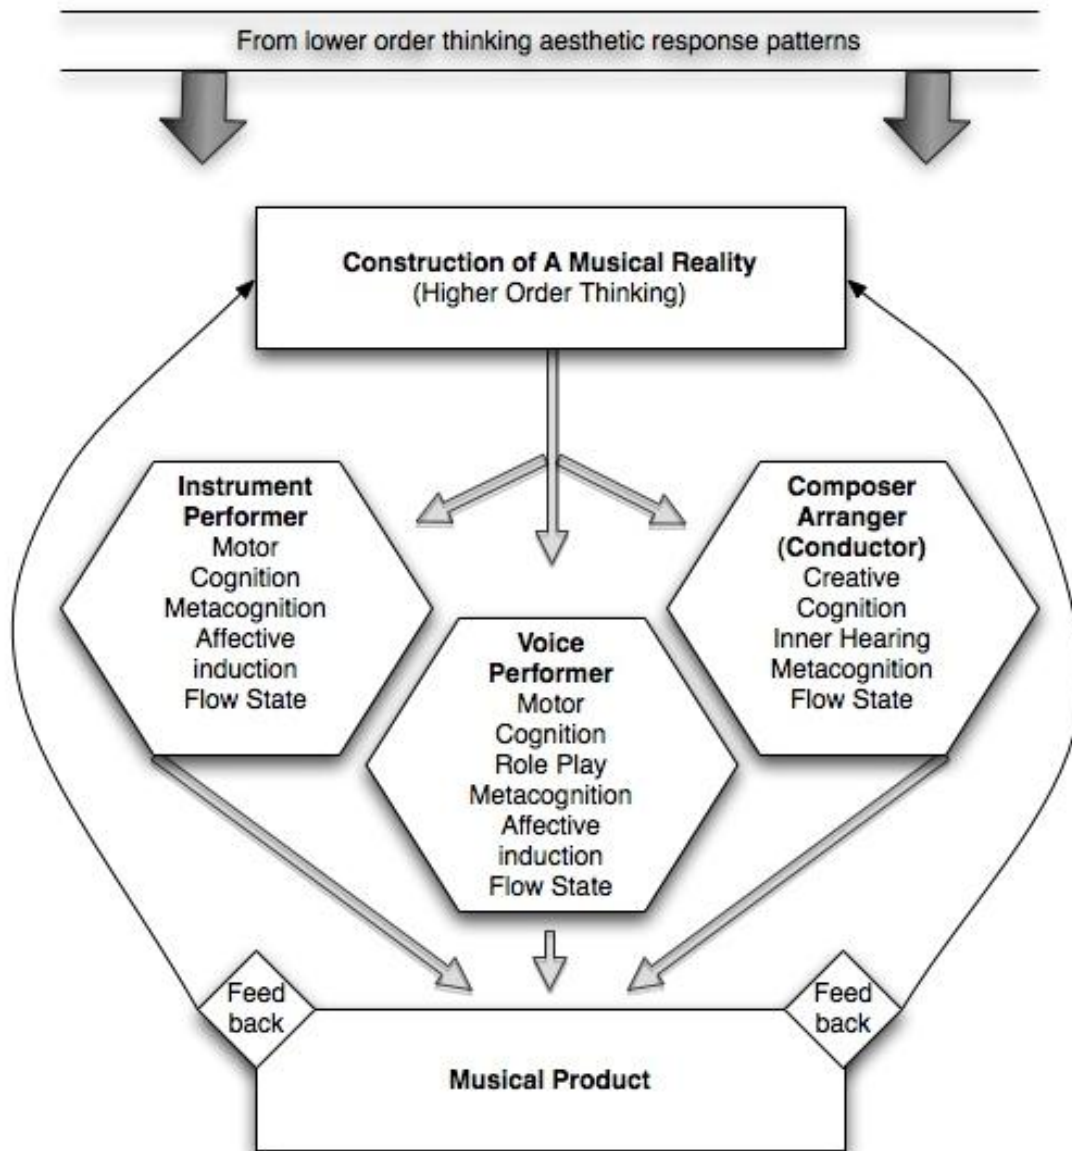 From lower order thinking aesthetic response patterns
Construction of A Musical Reality
(Higher Order Thinking)
Instrument
Performer
Motor
Cognition
Metacognition
Affective
induction
Flow State
Voice
Performer
Motor
Cognition
Role Play
Metacognition
Affective
induction
Flow State
Composer
Arranger
(Conductor)
Creative
Cognition
Inner Hearing
Metacognition
Flow State
Feed
back
Feed
back
Musical Product